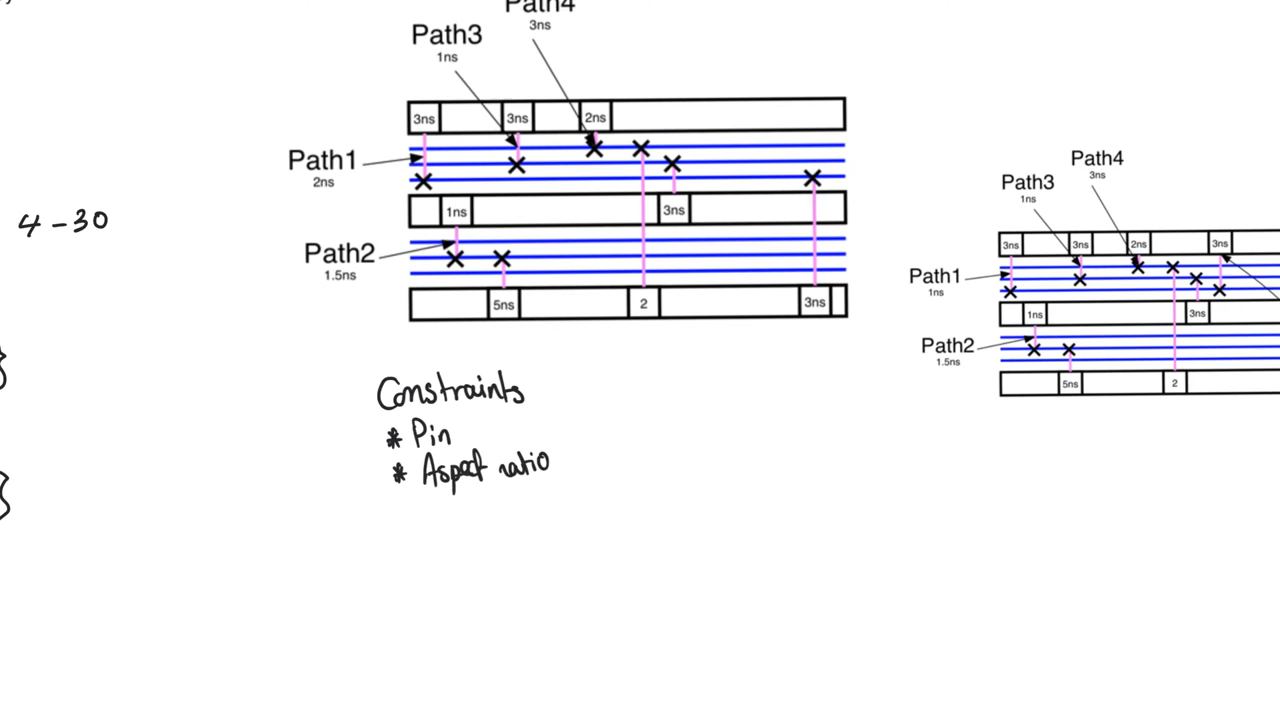 Path4
3ns
Path3
1ns
3ns 3ns 2ns
Path1
2ns
1ns 3ns
Path2
1.5ns
5ns 2 3ns
4 - 30
Constraints
* Pin
* Aspect ratio
Path4
3ns
Path3
1ns
3ns 3ns 2ns 3ns
Path1
1ns
1ns 3ns
Path2
1.5ns
5ns 2